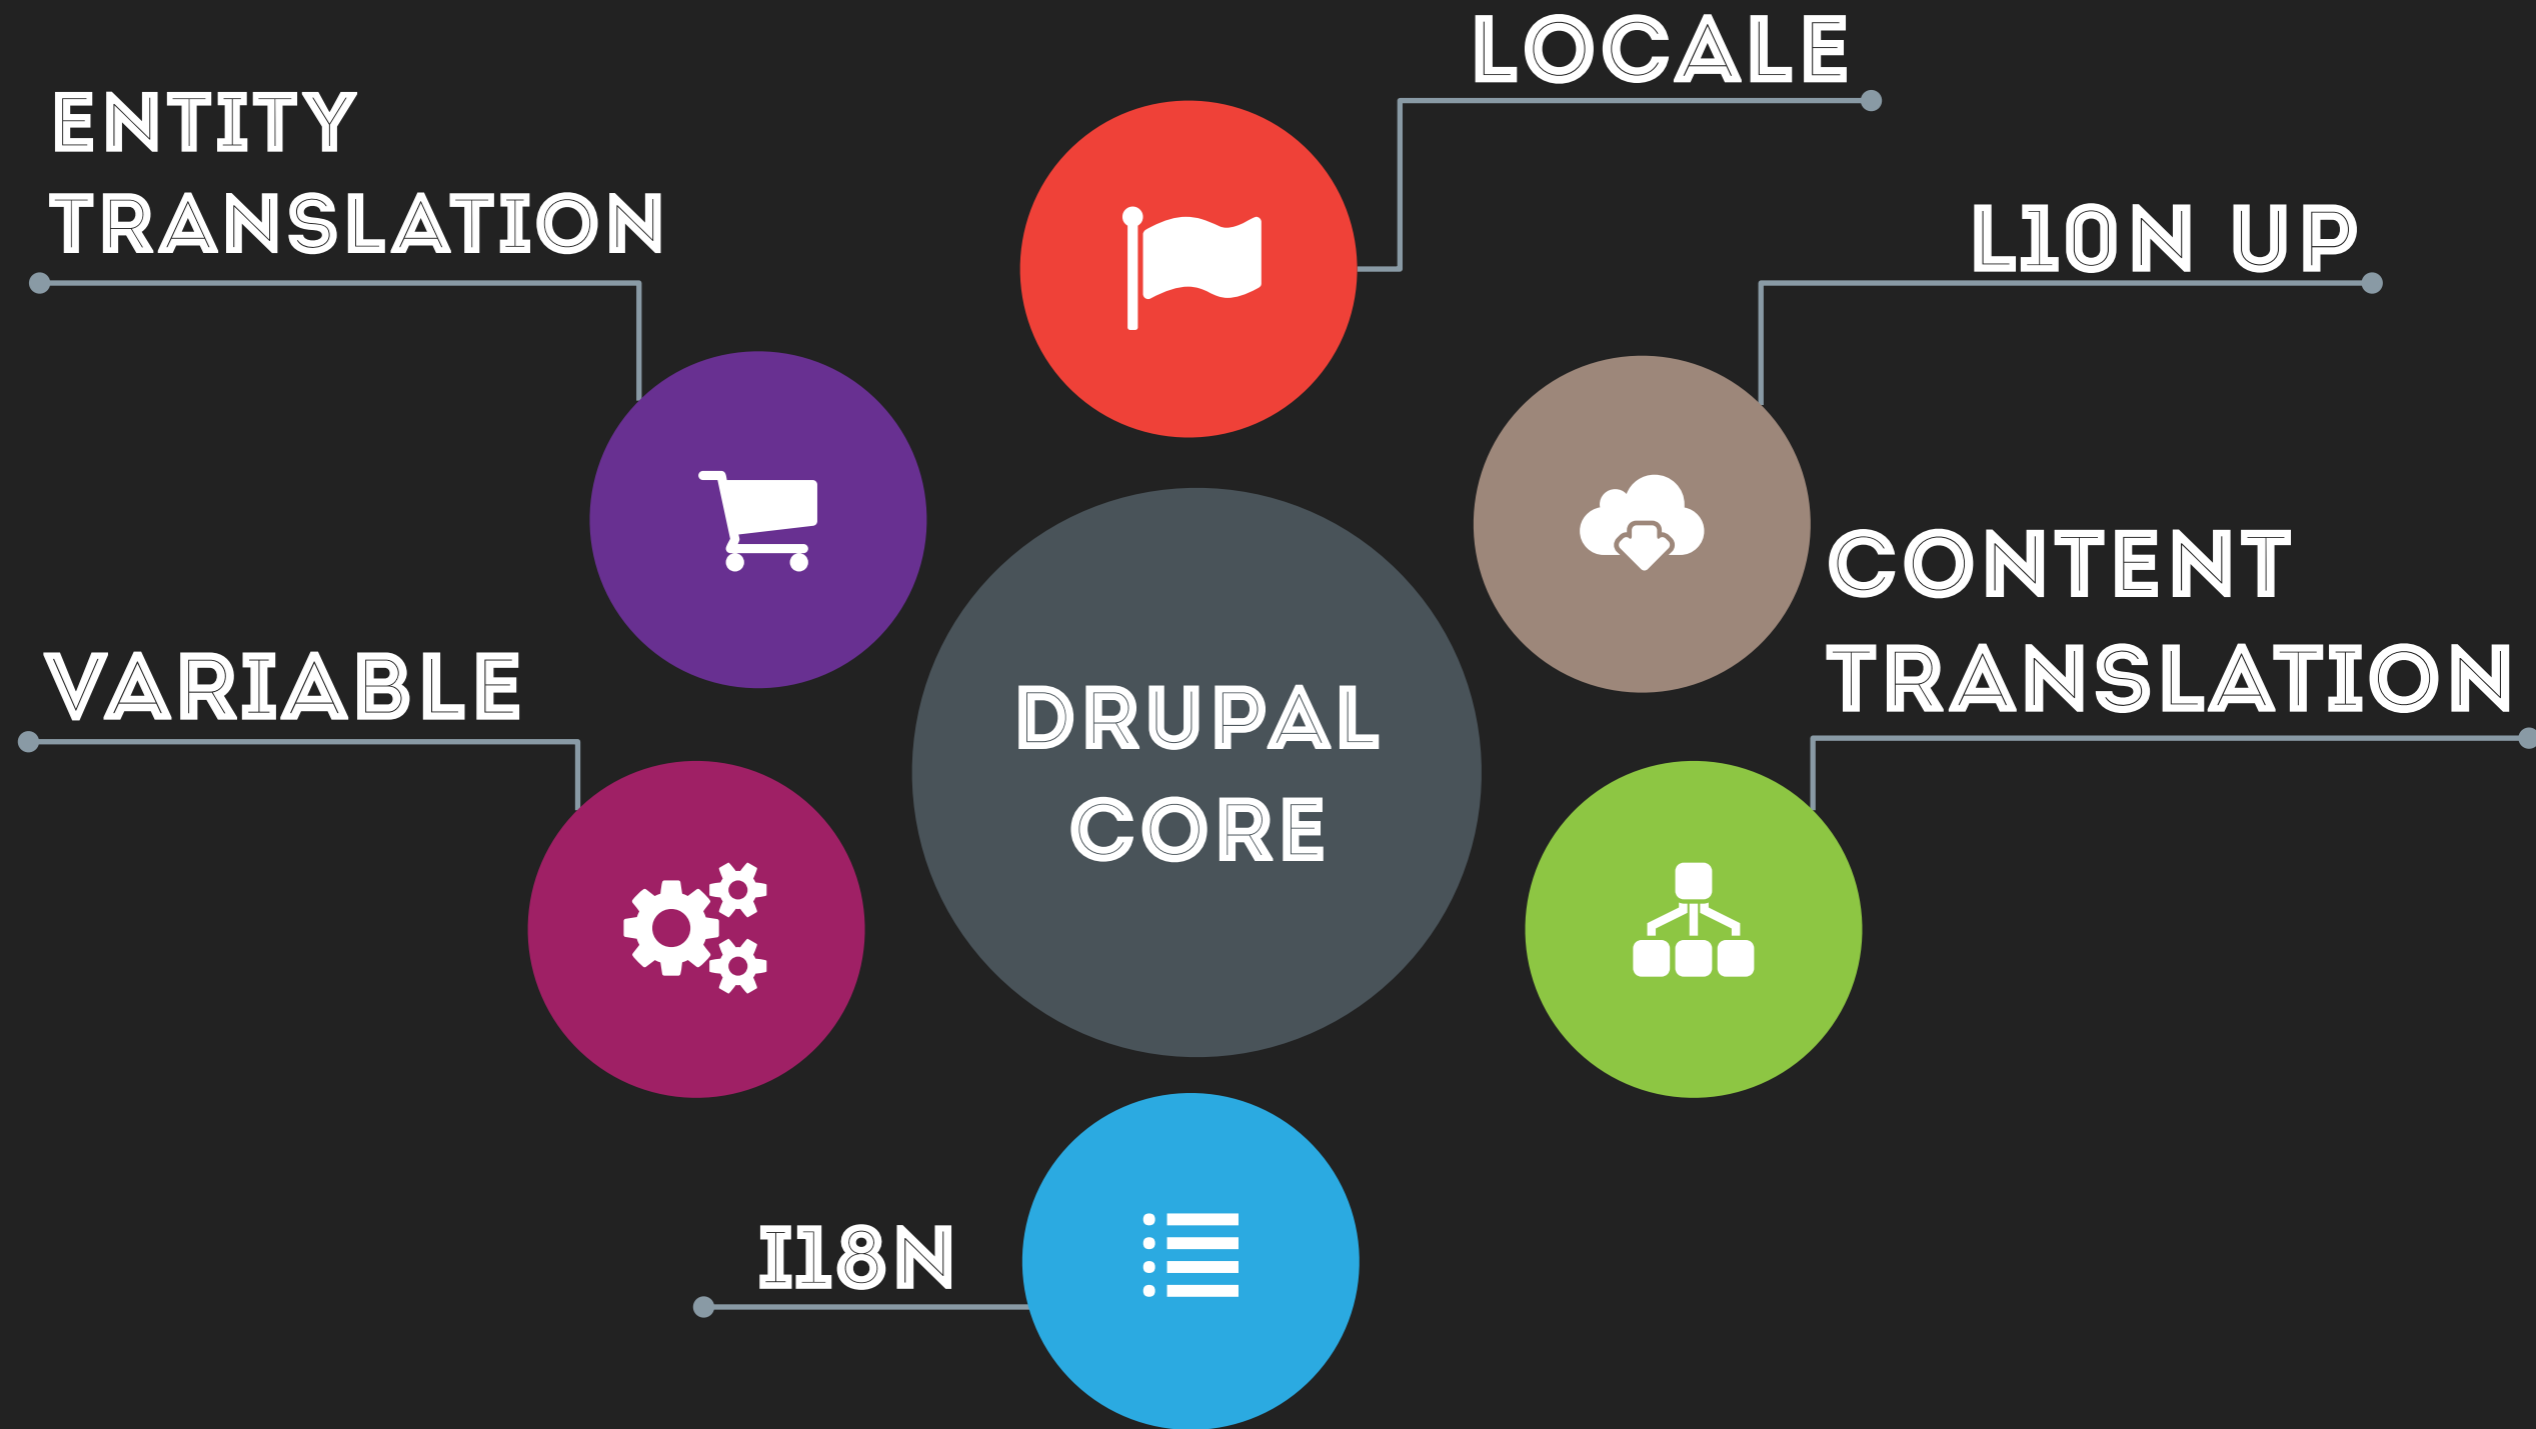 LOCALE
ENTITY
TRANSLATION
L10N UP
CONTENT
TRANSLATION
VARIABLE
DRUPAL
CORE
I18N